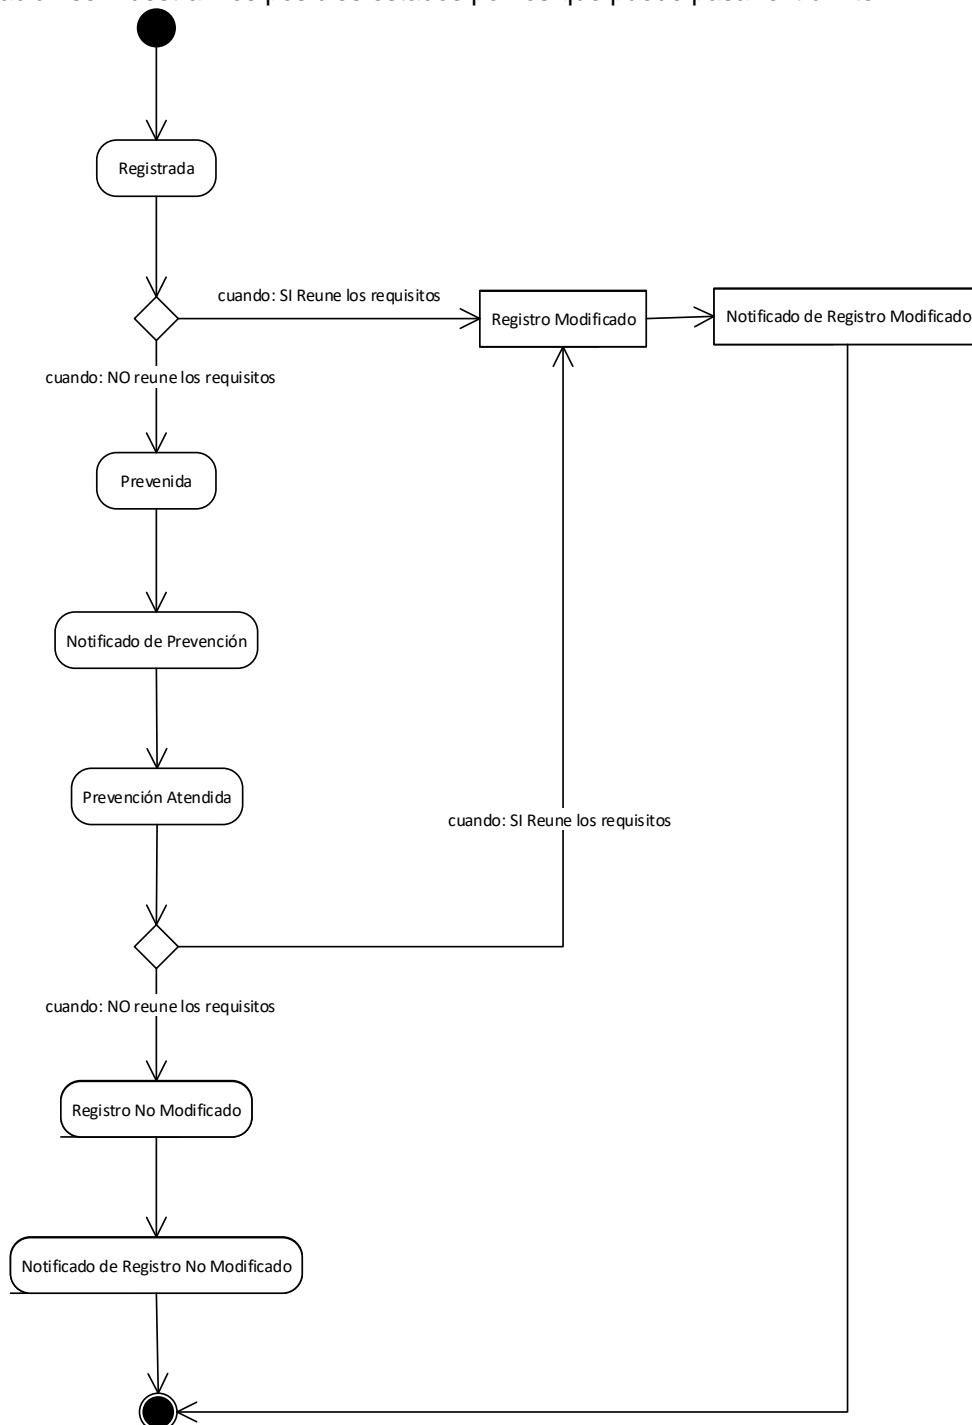 Registrada
cuando: SI Reune los requisitos
Registro Modificado
Notificado de Registro Modificado
cuando: NO reune los requisitos
Prevenida
Notificado de Prevención
Prevención Atendida
cuando: SI Reune los requisitos
cuando: NO reune los requisitos
Registro No Modificado
Notificado de Registro No Modificado